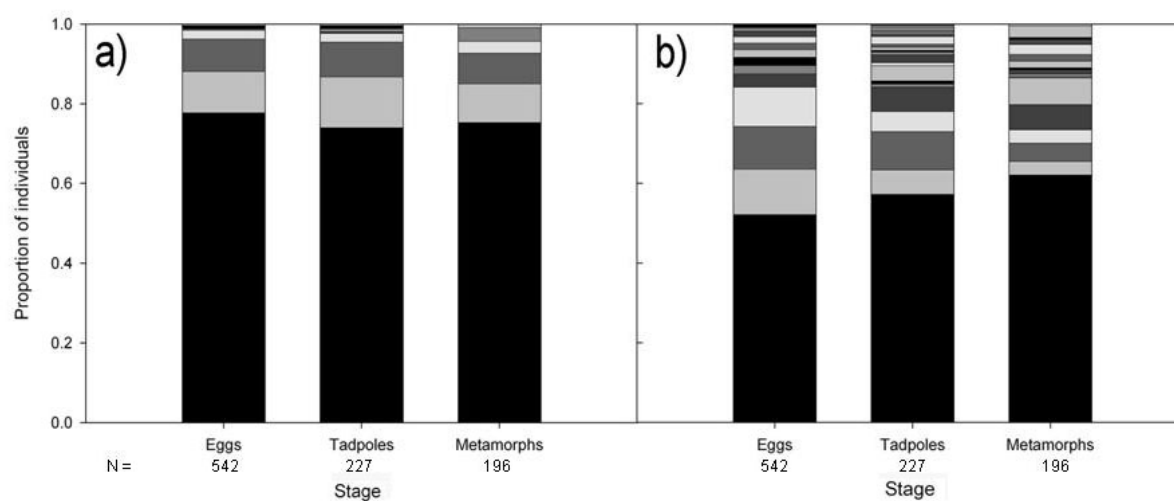 a) b)
1.0
0.8
0.6
0.4
0.2
0.0
Proportion of individuals
Eggs Tadpoles Metamorphs Eggs Tadpoles Metamorphs
N = 542 227 196 542 227 196
Stage Stage